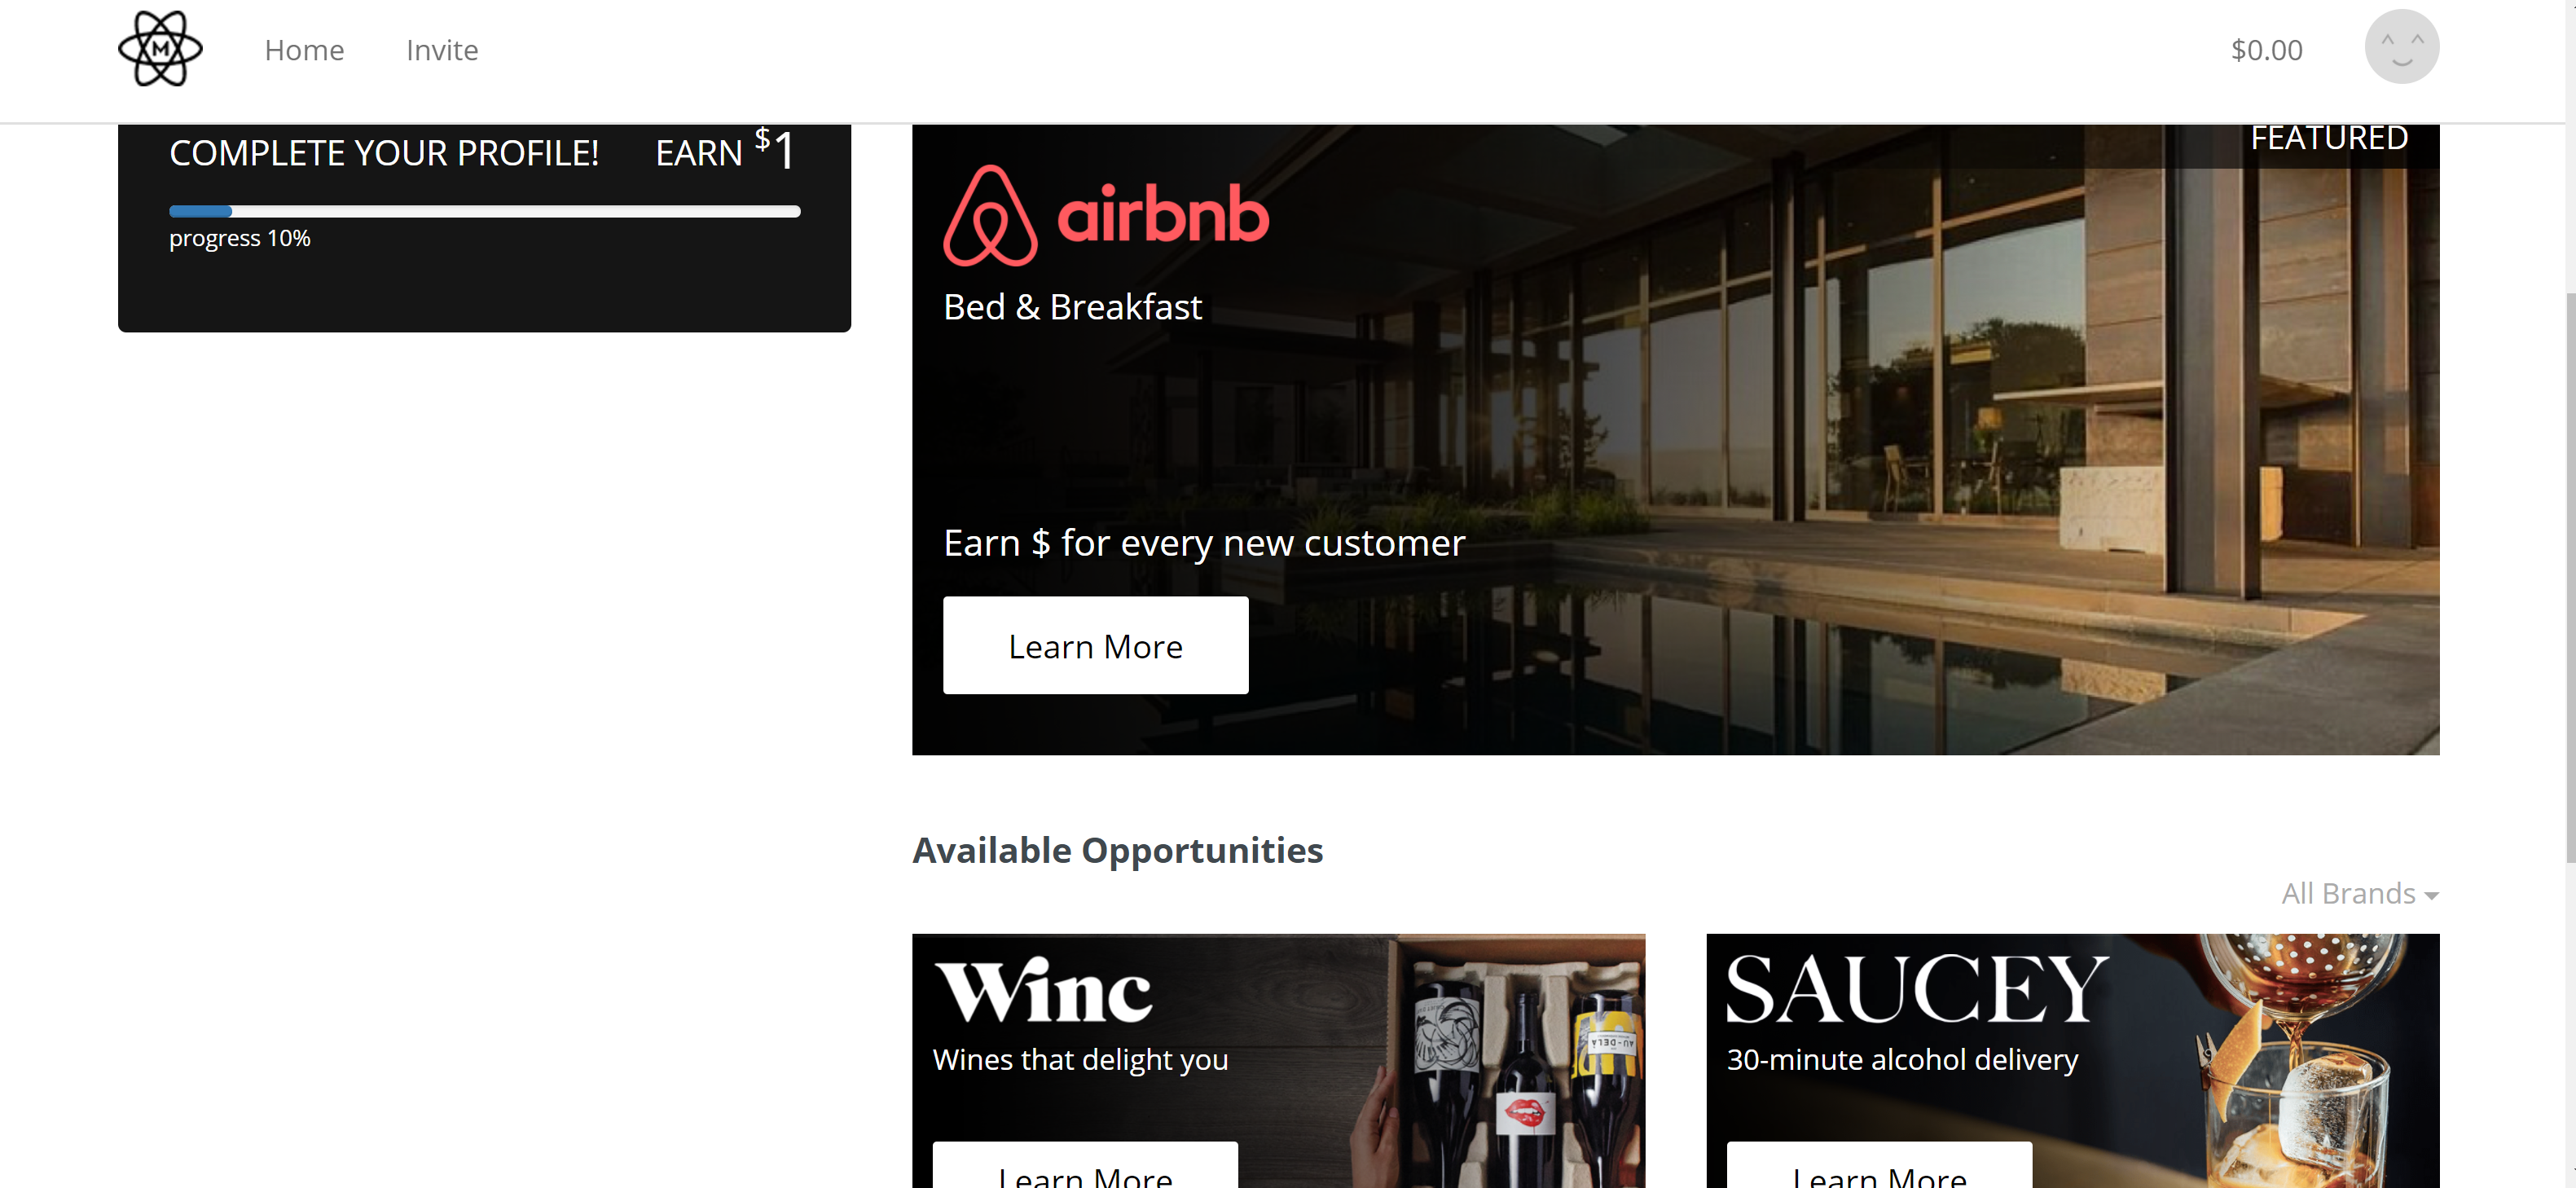 M
Home
Invite
$0.00
COMPLETE YOUR PROFILE!
EARN $1
progress 10%
FEATURED
airbnb
Bed & Breakfast
Earn $ for every new customer
Learn More
Available Opportunities
All Brands
Winc
Wines that delight you
Learn More
AU-DELÀ
SAUCEY
30-minute alcohol delivery
Learn More